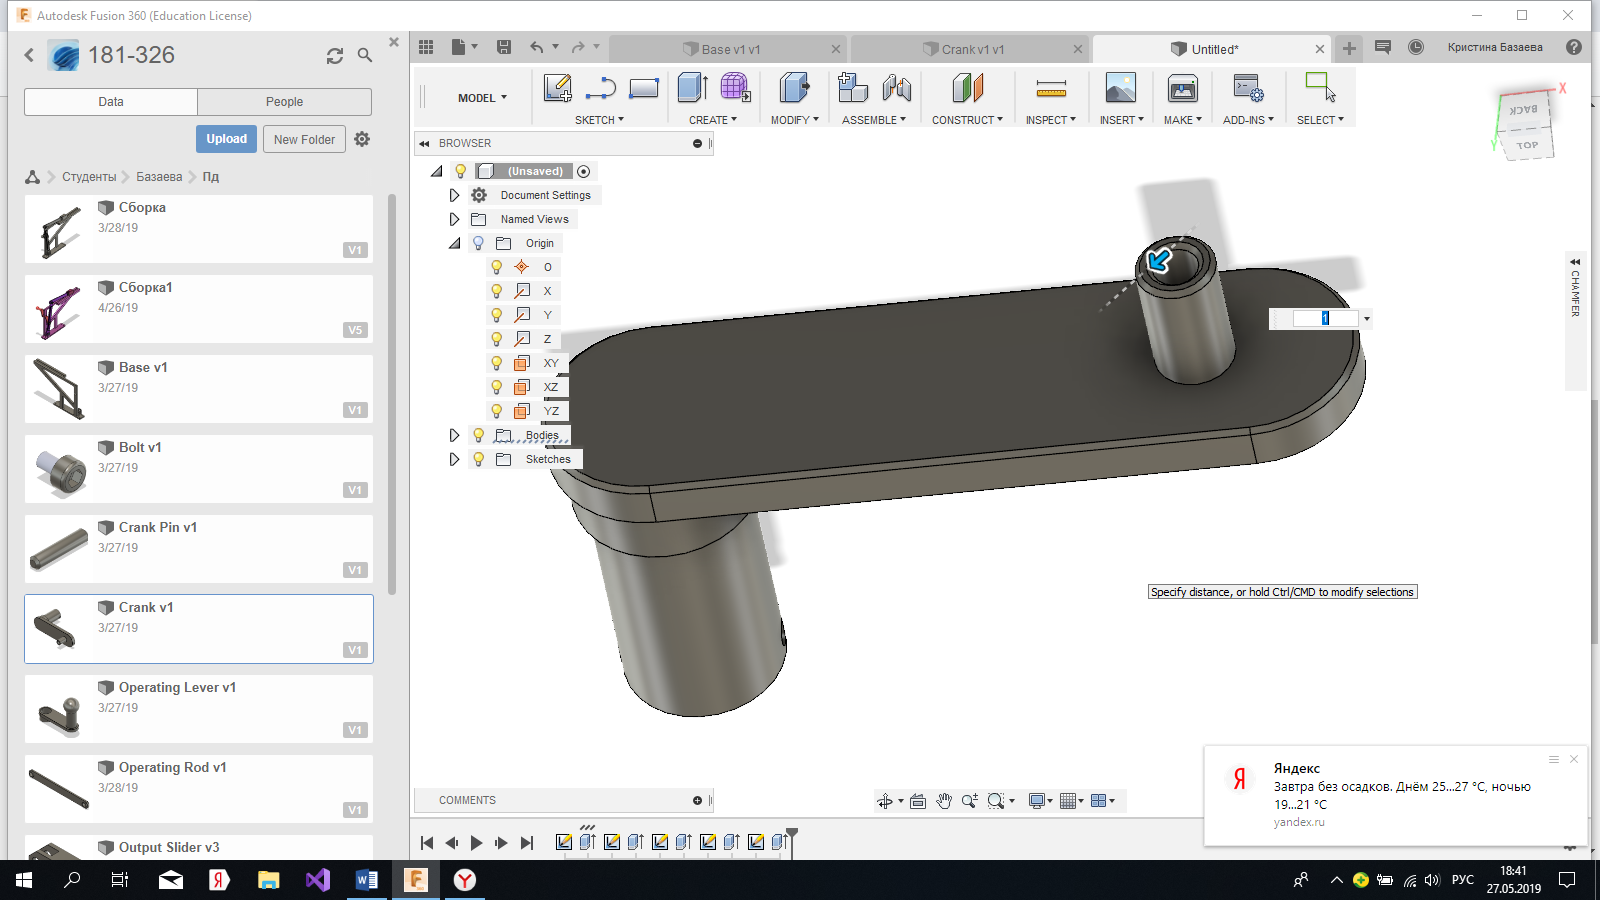 Autodesk Fusion 360 (Education License)
181-326
Data
People
Upload
New Folder
Студенты
Базаева
Пд
Сборка
3/28/19
V1
Сборка1
4/26/19
V5
Base v1
3/27/19
V1
Bolt v1
3/27/19
V1
Crank Pin v1
3/27/19
V1
Crank v1
3/27/19
V1
Operating Lever v1
3/27/19
V1
Operating Rod v1
3/28/19
V1
Output Slider v3
Base v1 v1
Crank v1 v1
Untitled*
Кристина Базаева
MODEL
SKETCH
CREATE
MODIFY
ASSEMBLE
CONSTRUCT
INSPECT
INSERT
MAKE
ADD-INS
SELECT
BROWSER
(Unsaved)
Document Settings
Named Views
Origin
O
X
Y
Z
XY
XZ
YZ
Bodies
Sketches
X
Y
BACK
TOP
CHAMFER
1
Specify distance, or hold Ctrl/CMD to modify selections
COMMENTS
Я
Яндекс
Завтра без осадков. Днём 25...27 °C, ночью
19...21 °C
yandex.ru
РУС
18:41
27.05.2019